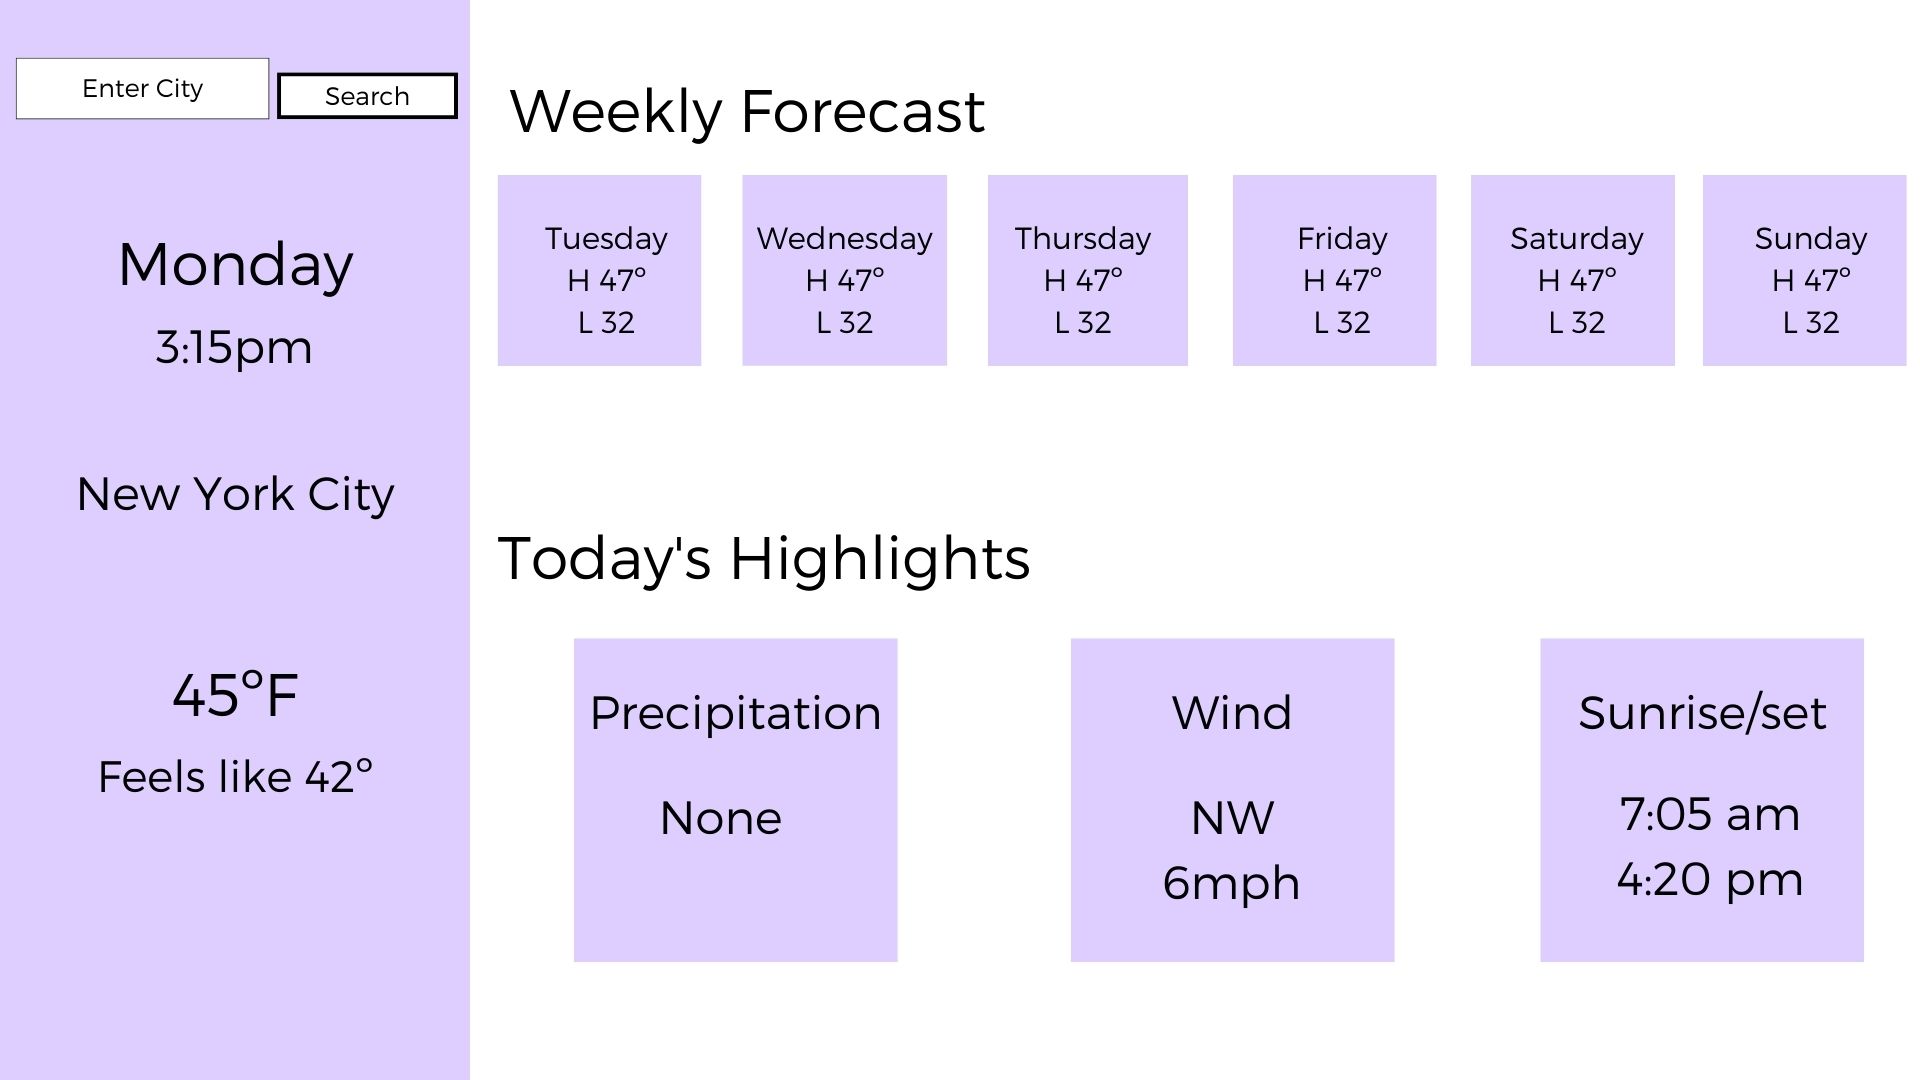 Enter City
Search
Monday
3:15pm
New York City
45°F
Feels like 42°
Weekly Forecast
Tuesday
H 47°
L 32
Wednesday
H 47°
L 32
Thursday
H 47°
L 32
Friday
H 47°
L 32
Saturday
H 47°
L 32
Sunday
H 47°
L 32
Today's Highlights
Precipitation
None
Wind
NW
6mph
Sunrise/set
7:05 am
4:20 pm